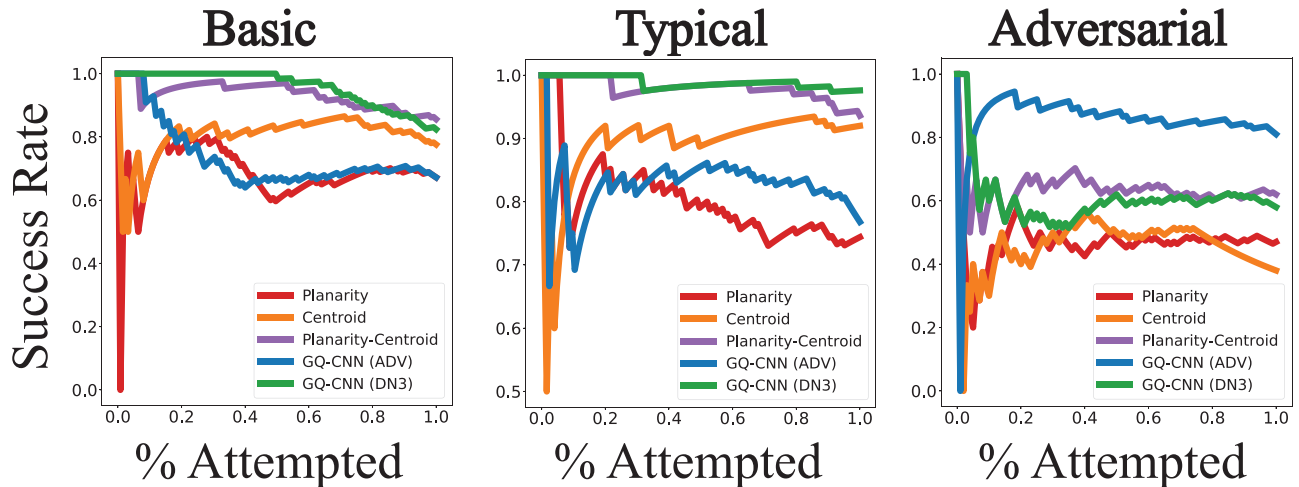 Basic
Typical
Adversarial
Success Rate
1.0
0.8
0.6
0.4
0.2
0.0
0.0 0.2 0.4 0.6 0.8 1.0
Planarity
Centroid
Planarity-Centroid
GQ-CNN (ADV)
GQ-CNN (DN3)
% Attempted
1.0
0.9
0.8
0.7
0.6
0.5
0.0 0.2 0.4 0.6 0.8 1.0
Planarity
Centroid
Planarity-Centroid
GQ-CNN (ADV)
GQ-CNN (DN3)
% Attempted
1.0
0.8
0.6
0.4
0.2
0.0
0.0 0.2 0.4 0.6 0.8 1.0
Planarity
Centroid
Planarity-Centroid
GQ-CNN (ADV)
GQ-CNN (DN3)
% Attempted